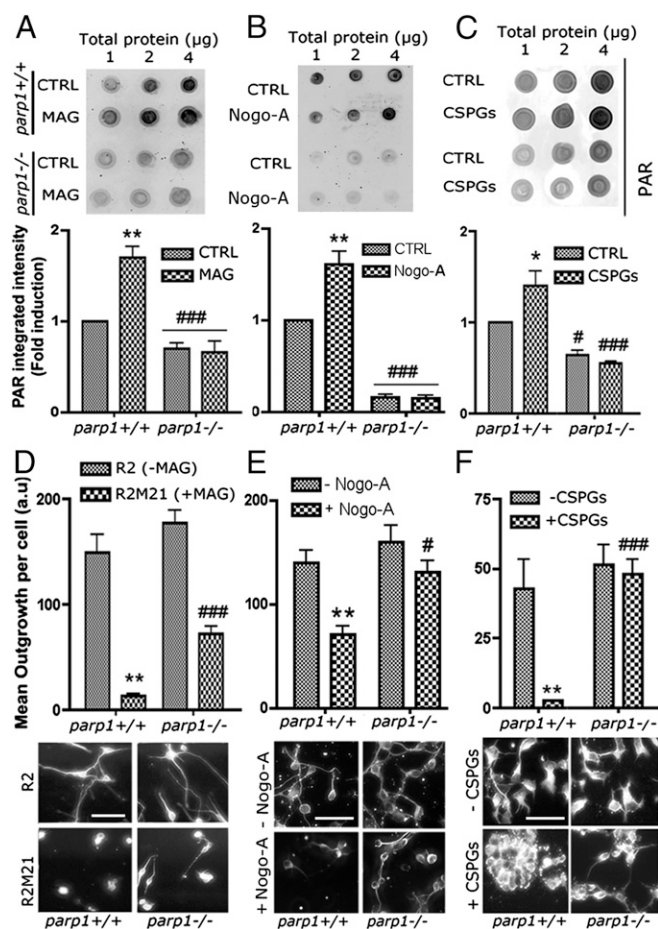 A
Total protein (µg)
1 2 4
parp1+/+
CTRL
MAG
parp1-/-
CTRL
MAG
B
Total protein (µg)
1 2 4
CTRL
Nogo-A
CTRL
Nogo-A
C
Total protein (µg)
1 2 4
CTRL
CSPGs
CTRL
CSPGs
PAR
PAR integrated intensity
(Fold induction)
2
1
0
**
CTRL
MAG
###
parp1+/+ parp1-/-
2
1
0
**
CTRL
Nogo-A
###
parp1+/+ parp1-/-
2
1
0
*
CTRL
CSPGs
#
###
parp1+/+ parp1-/-
D
Mean Outgrowth per cell (a.u)
200
100
0
R2 (-MAG)
R2M21 (+MAG)
**
###
parp1+/+ parp1-/-
E
200
100
0
- Nogo-A
+ Nogo-A
**
#
parp1+/+ parp1-/-
F
75
50
25
0
-CSPGs
+CSPGs
**
###
parp1+/+ parp1-/-
R2
R2M21
parp1+/+ parp1-/-
- Nogo-A
+ Nogo-A
parp1+/+ parp1-/-
- CSPGs
+ CSPGs
parp1+/+ parp1-/-